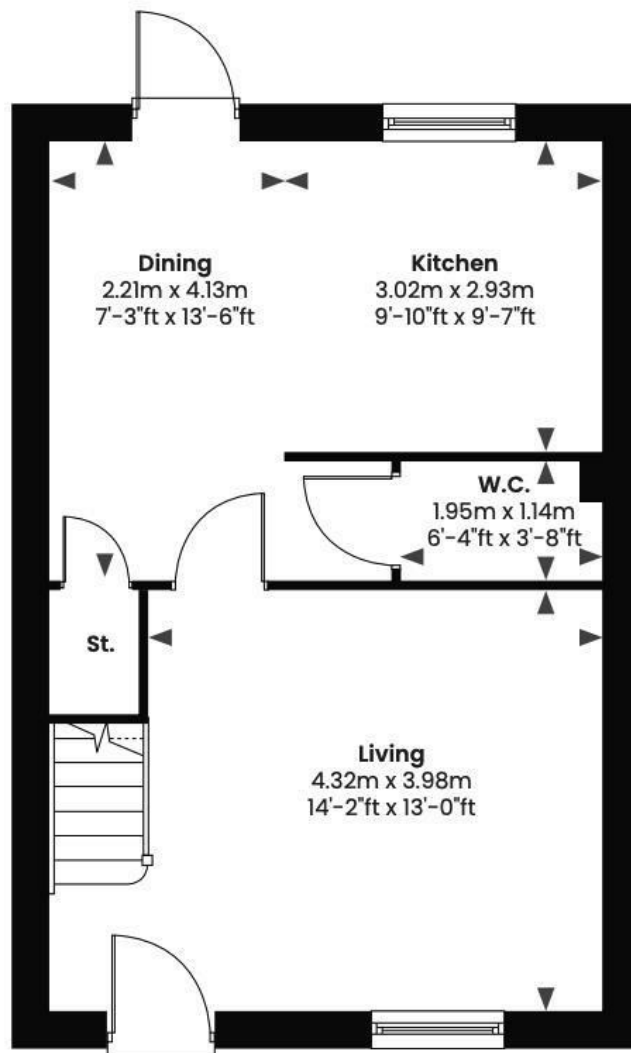 Dining
2.21m x 4.13m
7'-3"ft x 13'-6"ft
Kitchen
3.02m x 2.93m
9'-10"ft x 9'-7"ft
W.C.
1.95m x 1.14m
6'-4"ft x 3'-8"ft
St.
Living
4.32m x 3.98m
14'-2"ft x 13'-0"ft